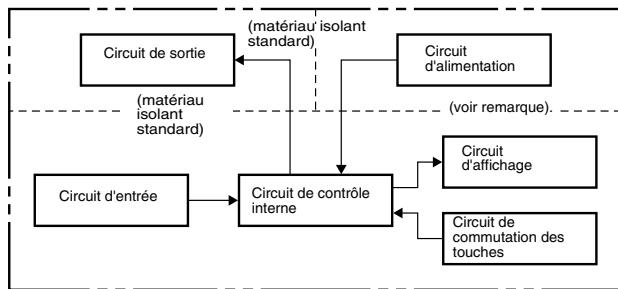 Circuit de sortie
(matériau isolant
standard)
Circuit
d'alimentation
(matériau
isolant
standard)
(voir remarque).
Circuit
d'affichage
Circuit d'entrée
Circuit de contrôle
interne
Circuit de
commutation des
touches